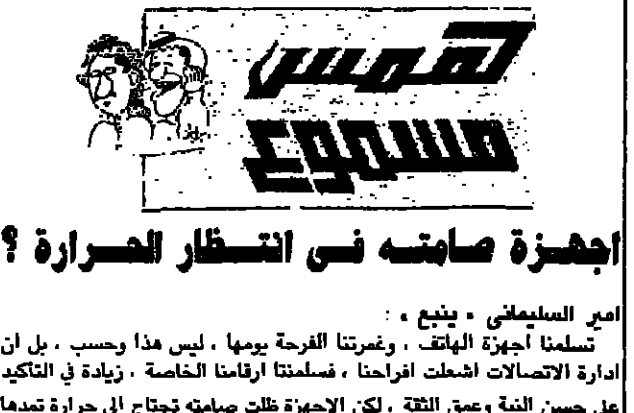 همس
مسموع
اجهزة صامته فى انتظار الحرارة ؟
امير السليمانى ـ ينبع ـ :
تسلمنا اجهزة الهاتف ، وغمرتنا الفرحة يومها ، ليس هذا وحسب ، بل ان
ادارة الاتصالات اشعلت افراحنا ، فسلمتنا ارقامنا الخاصة ، زيادة في التأكيد
على حسن النية وعمق الثقة ، لكن الاجهزة ظلت صامته تحتاج الى حرارة تمدها